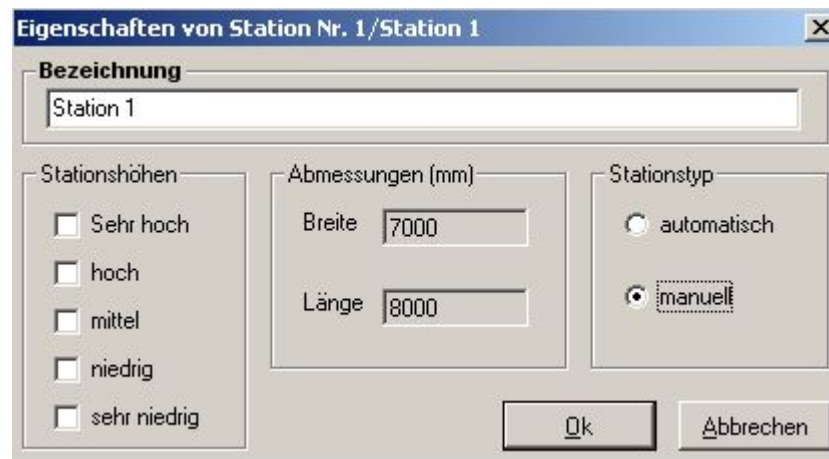 Eigenschaften von Station Nr. 1/Station 1
Bezeichnung
Station 1
Stationshöhen
Sehr hoch
hoch
mittel
niedrig
sehr niedrig
Abmessungen (mm)
Breite 7000
Länge 8000
Stationstyp
automatisch
manuell
Ok
Abbrechen